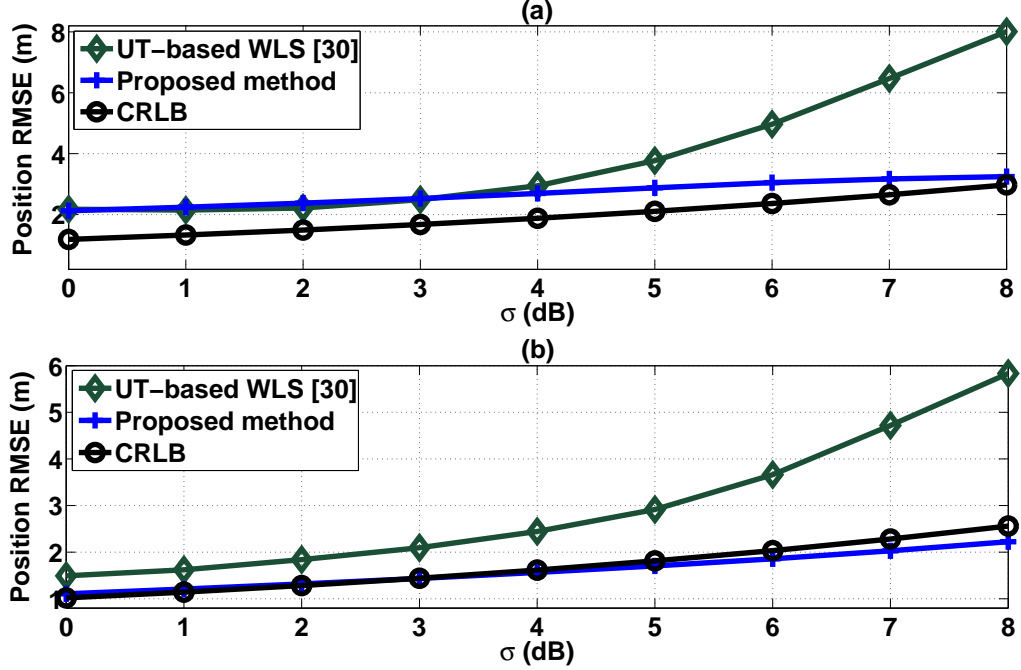 (a)
Position RMSE (m)
8
6
4
2
UT-based WLS [30]
Proposed method
CRLB
0 1 2 3 4 5 6 7 8
σ (dB)
(b)
Position RMSE (m)
6
5
4
3
2
1
UT-based WLS [30]
Proposed method
CRLB
0 1 2 3 4 5 6 7 8
σ (dB)